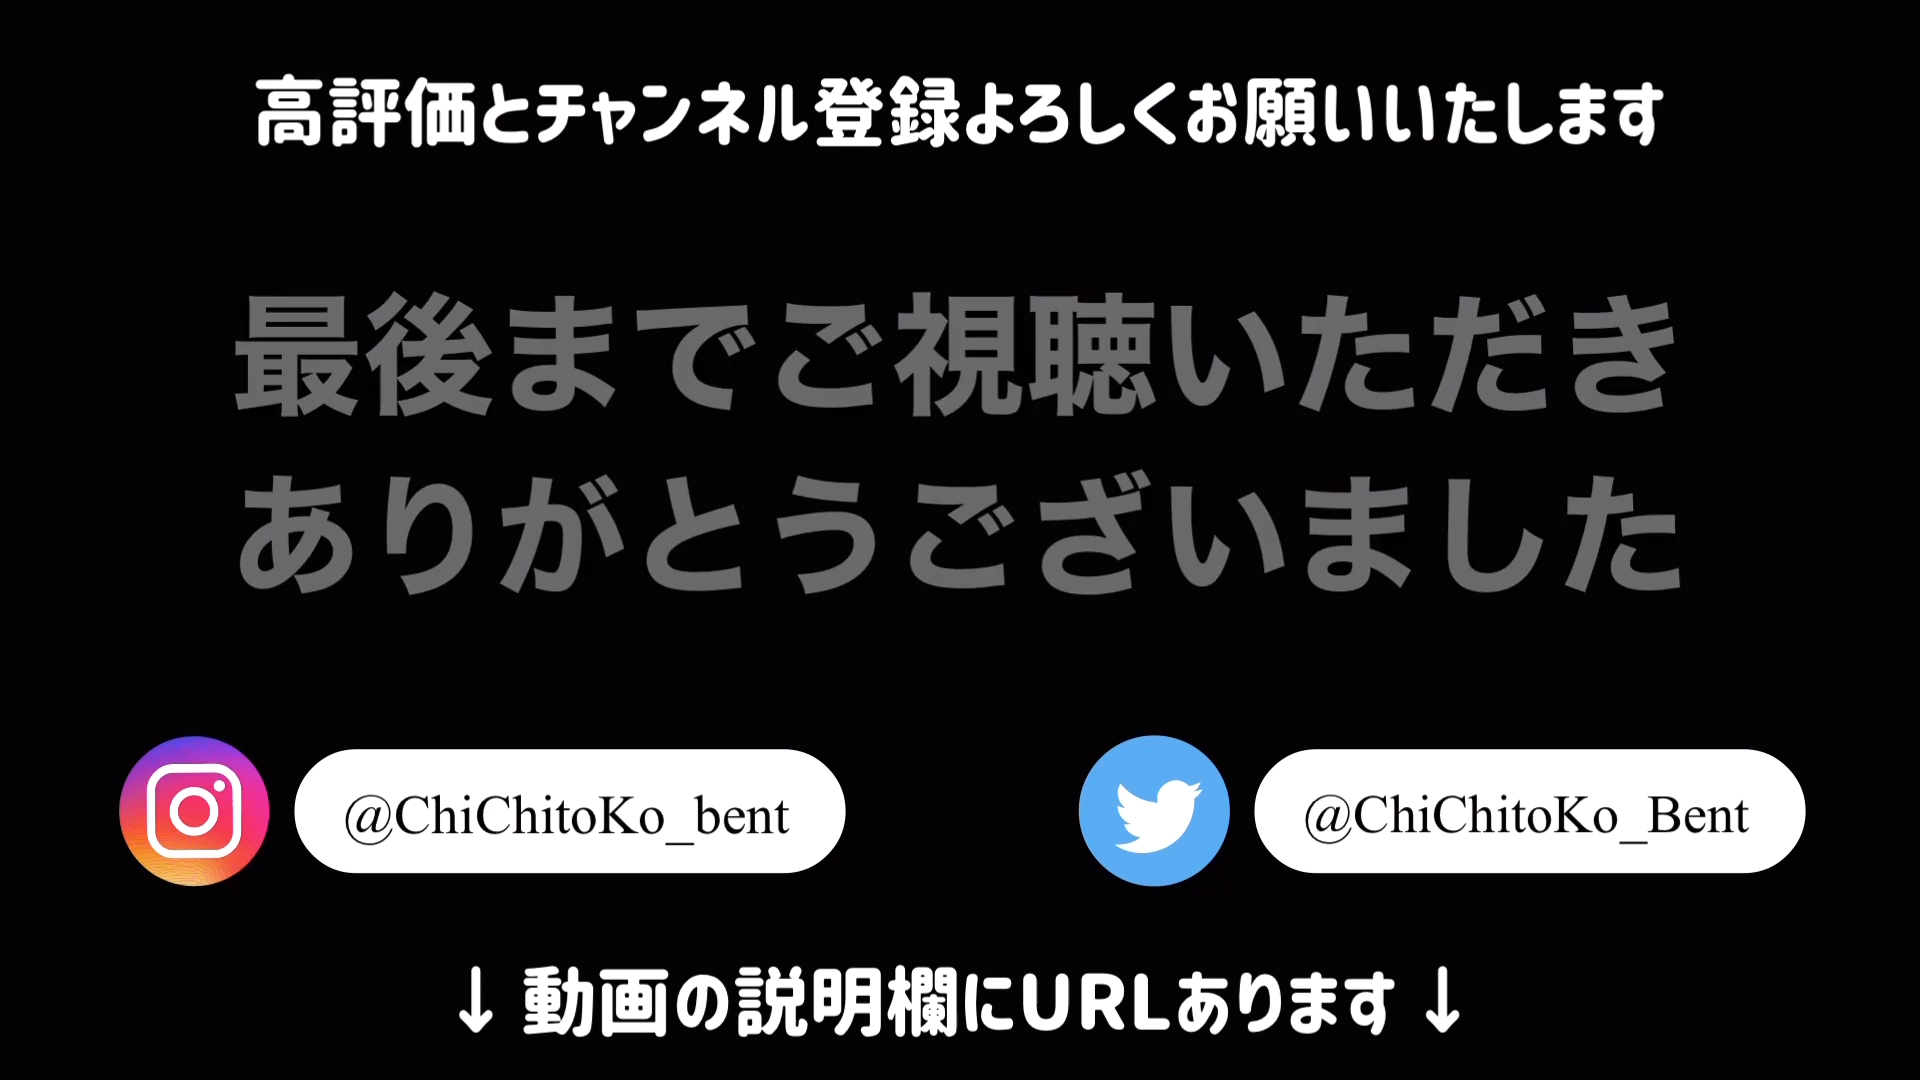 高評価とチャンネル登録よろしくお願いいたします
最後までご視聴いただき
ありがとうございました
@ChiChitoKo_bent
@ChiChitoKo_Bent
↓ 動画の説明欄にURLあります ↓